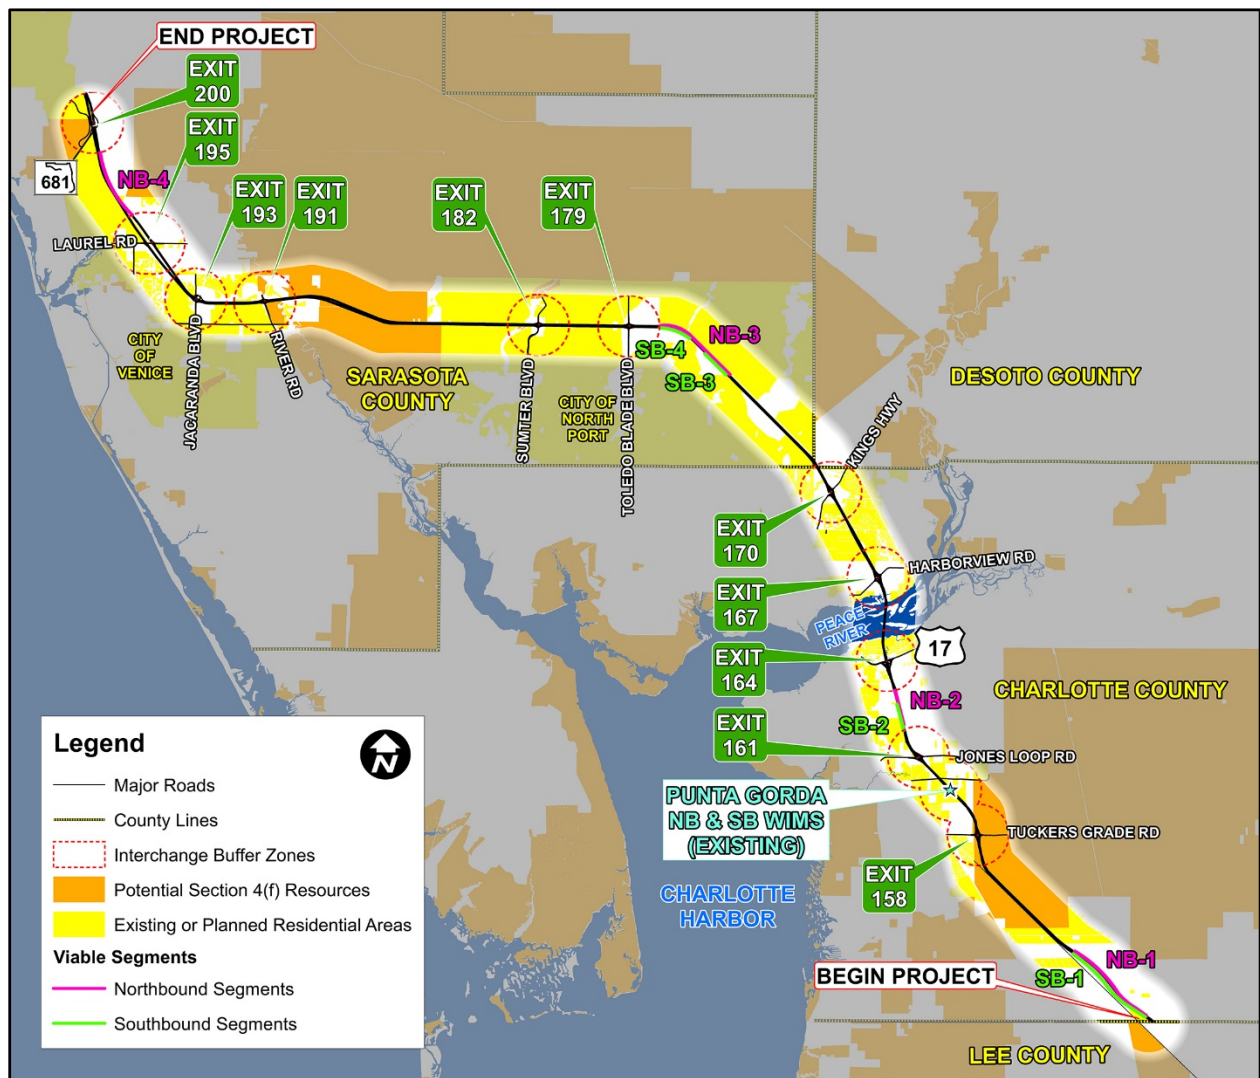 END PROJECT
EXIT
200
EXIT
195
681
NB-4
EXIT
193
EXIT
191
EXIT
182
EXIT
179
LAUREL RD
CITY
OF
VENICE
JACARANDA BLVD
RIVER RD
SARASOTA
COUNTY
SUMTER BLVD
CITY OF
NORTH
PORT
TOLEDO BLADE BLVD
SB-4
SB-3
NB-3
DESOTO COUNTY
KINGS HWY
EXIT
170
HARBORVIEW RD
EXIT
167
PEACE
RIVER
17
EXIT
164
CHARLOTTE COUNTY
NB-2
SB-2
EXIT
161
JONES LOOP RD
PUNTA GORDA
NB & SB WIMS
(EXISTING)
TUCKERS GRADE RD
EXIT
158
CHARLOTTE
HARBOR
NB-1
SB-1
BEGIN PROJECT
LEE COUNTY
Legend
N
Major Roads
County Lines
Interchange Buffer Zones
Potential Section 4(f) Resources
Existing or Planned Residential Areas
Viable Segments
Northbound Segments
Southbound Segments